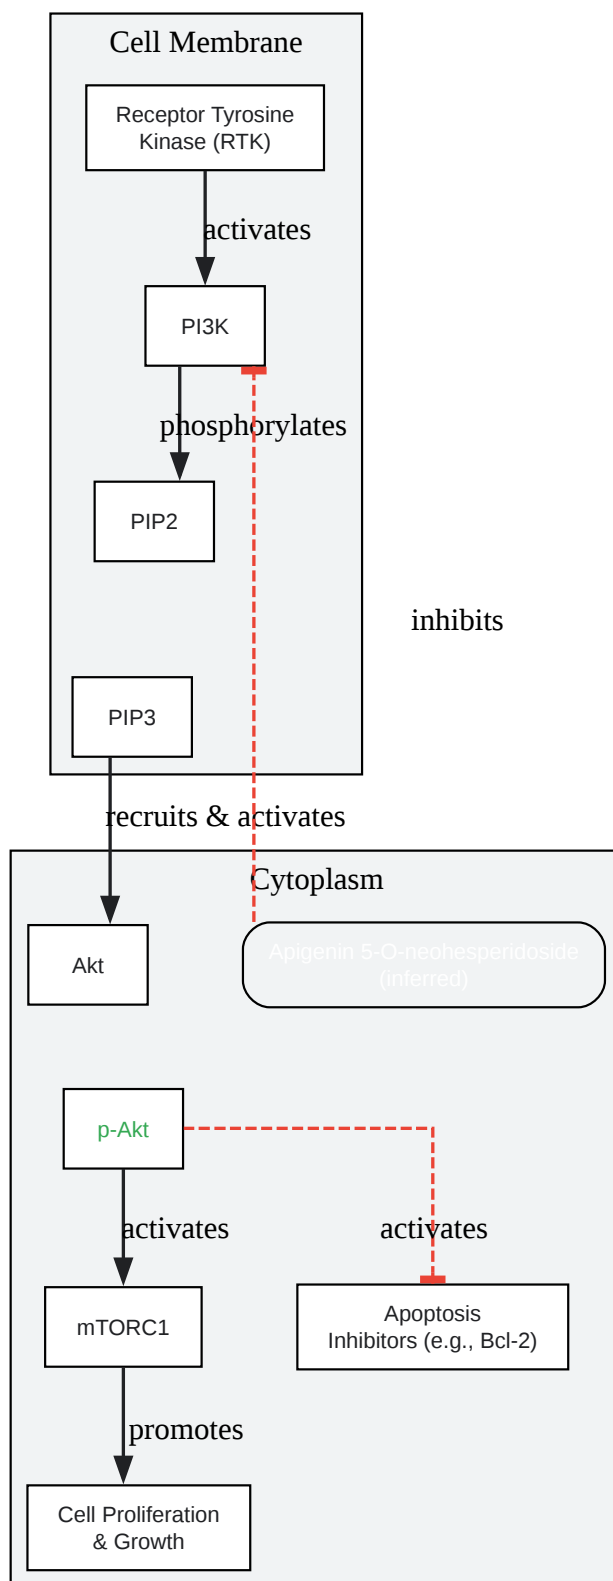 Cell Membrane
Receptor Tyrosine
Kinase (RTK)
activates
PI3K
phosphorylates
PIP2
inhibits
PIP3
recruits & activates
Cytoplasm
Akt
Apigenin 5-O-neohesperidoside
(inferred)
p-Akt
activates
activates
mTORC1
Apoptosis
Inhibitors (e.g., Bcl-2)
promotes
Cell Proliferation
& Growth